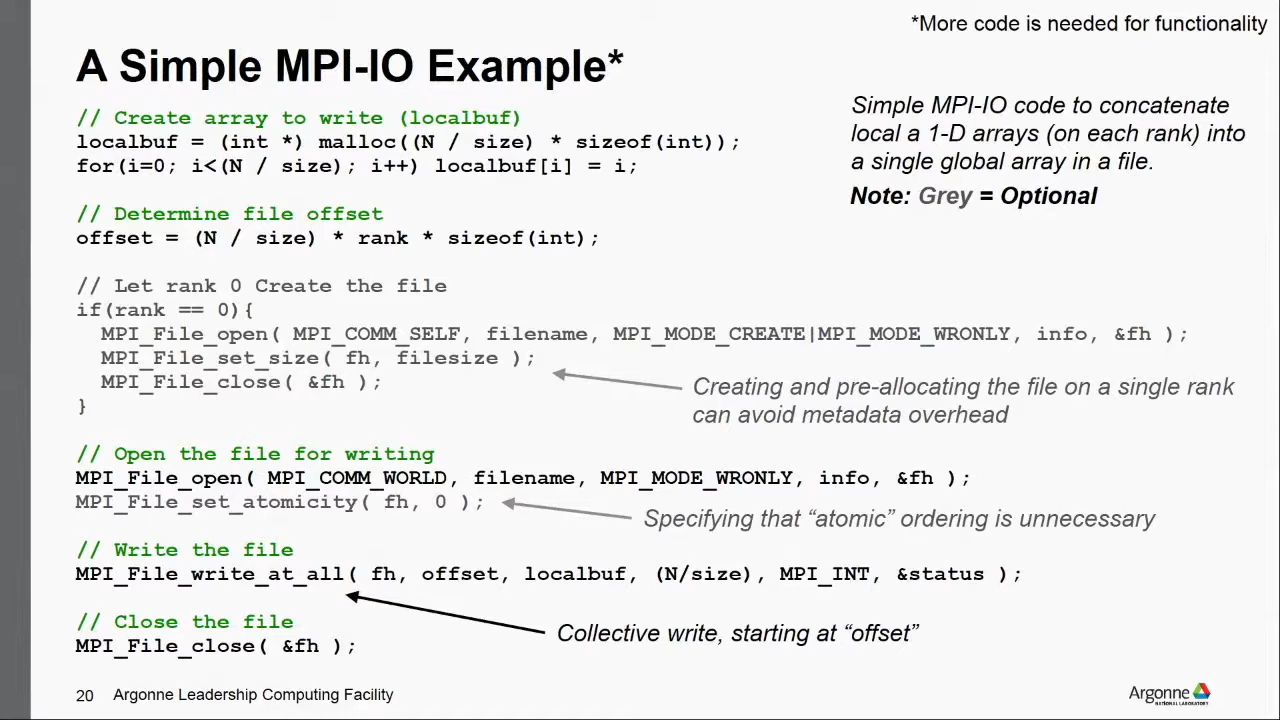 *More code is needed for functionality
A Simple MPI-IO Example*
// Create array to write (localbuf)
localbuf = (int *) malloc((N / size) * sizeof(int));
for(i=0; i<(N / size); i++) localbuf[i] = i;
Simple MPI-IO code to concatenate
local a 1-D arrays (on each rank) into
a single global array in a file.
Note: Grey = Optional
// Determine file offset
offset = (N / size) * rank * sizeof(int);
// Let rank 0 Create the file
if(rank == 0){
MPI_File_open( MPI_COMM_SELF, filename, MPI_MODE_CREATE|MPI_MODE_WRONLY, info, &fh );
MPI_File_set_size( fh, filesize );
MPI_File_close( &fh );
}
Creating and pre-allocating the file on a single rank
can avoid metadata overhead
// Open the file for writing
MPI_File_open( MPI_COMM_WORLD, filename, MPI_MODE_WRONLY, info, &fh );
MPI_File_set_atomicity( fh, 0 );
Specifying that “atomic” ordering is unnecessary
// Write the file
MPI_File_write_at_all( fh, offset, localbuf, (N/size), MPI_INT, &status );
Collective write, starting at “offset”
// Close the file
MPI_File_close( &fh );
20 Argonne Leadership Computing Facility
Argonne
NATIONAL LABORATORY